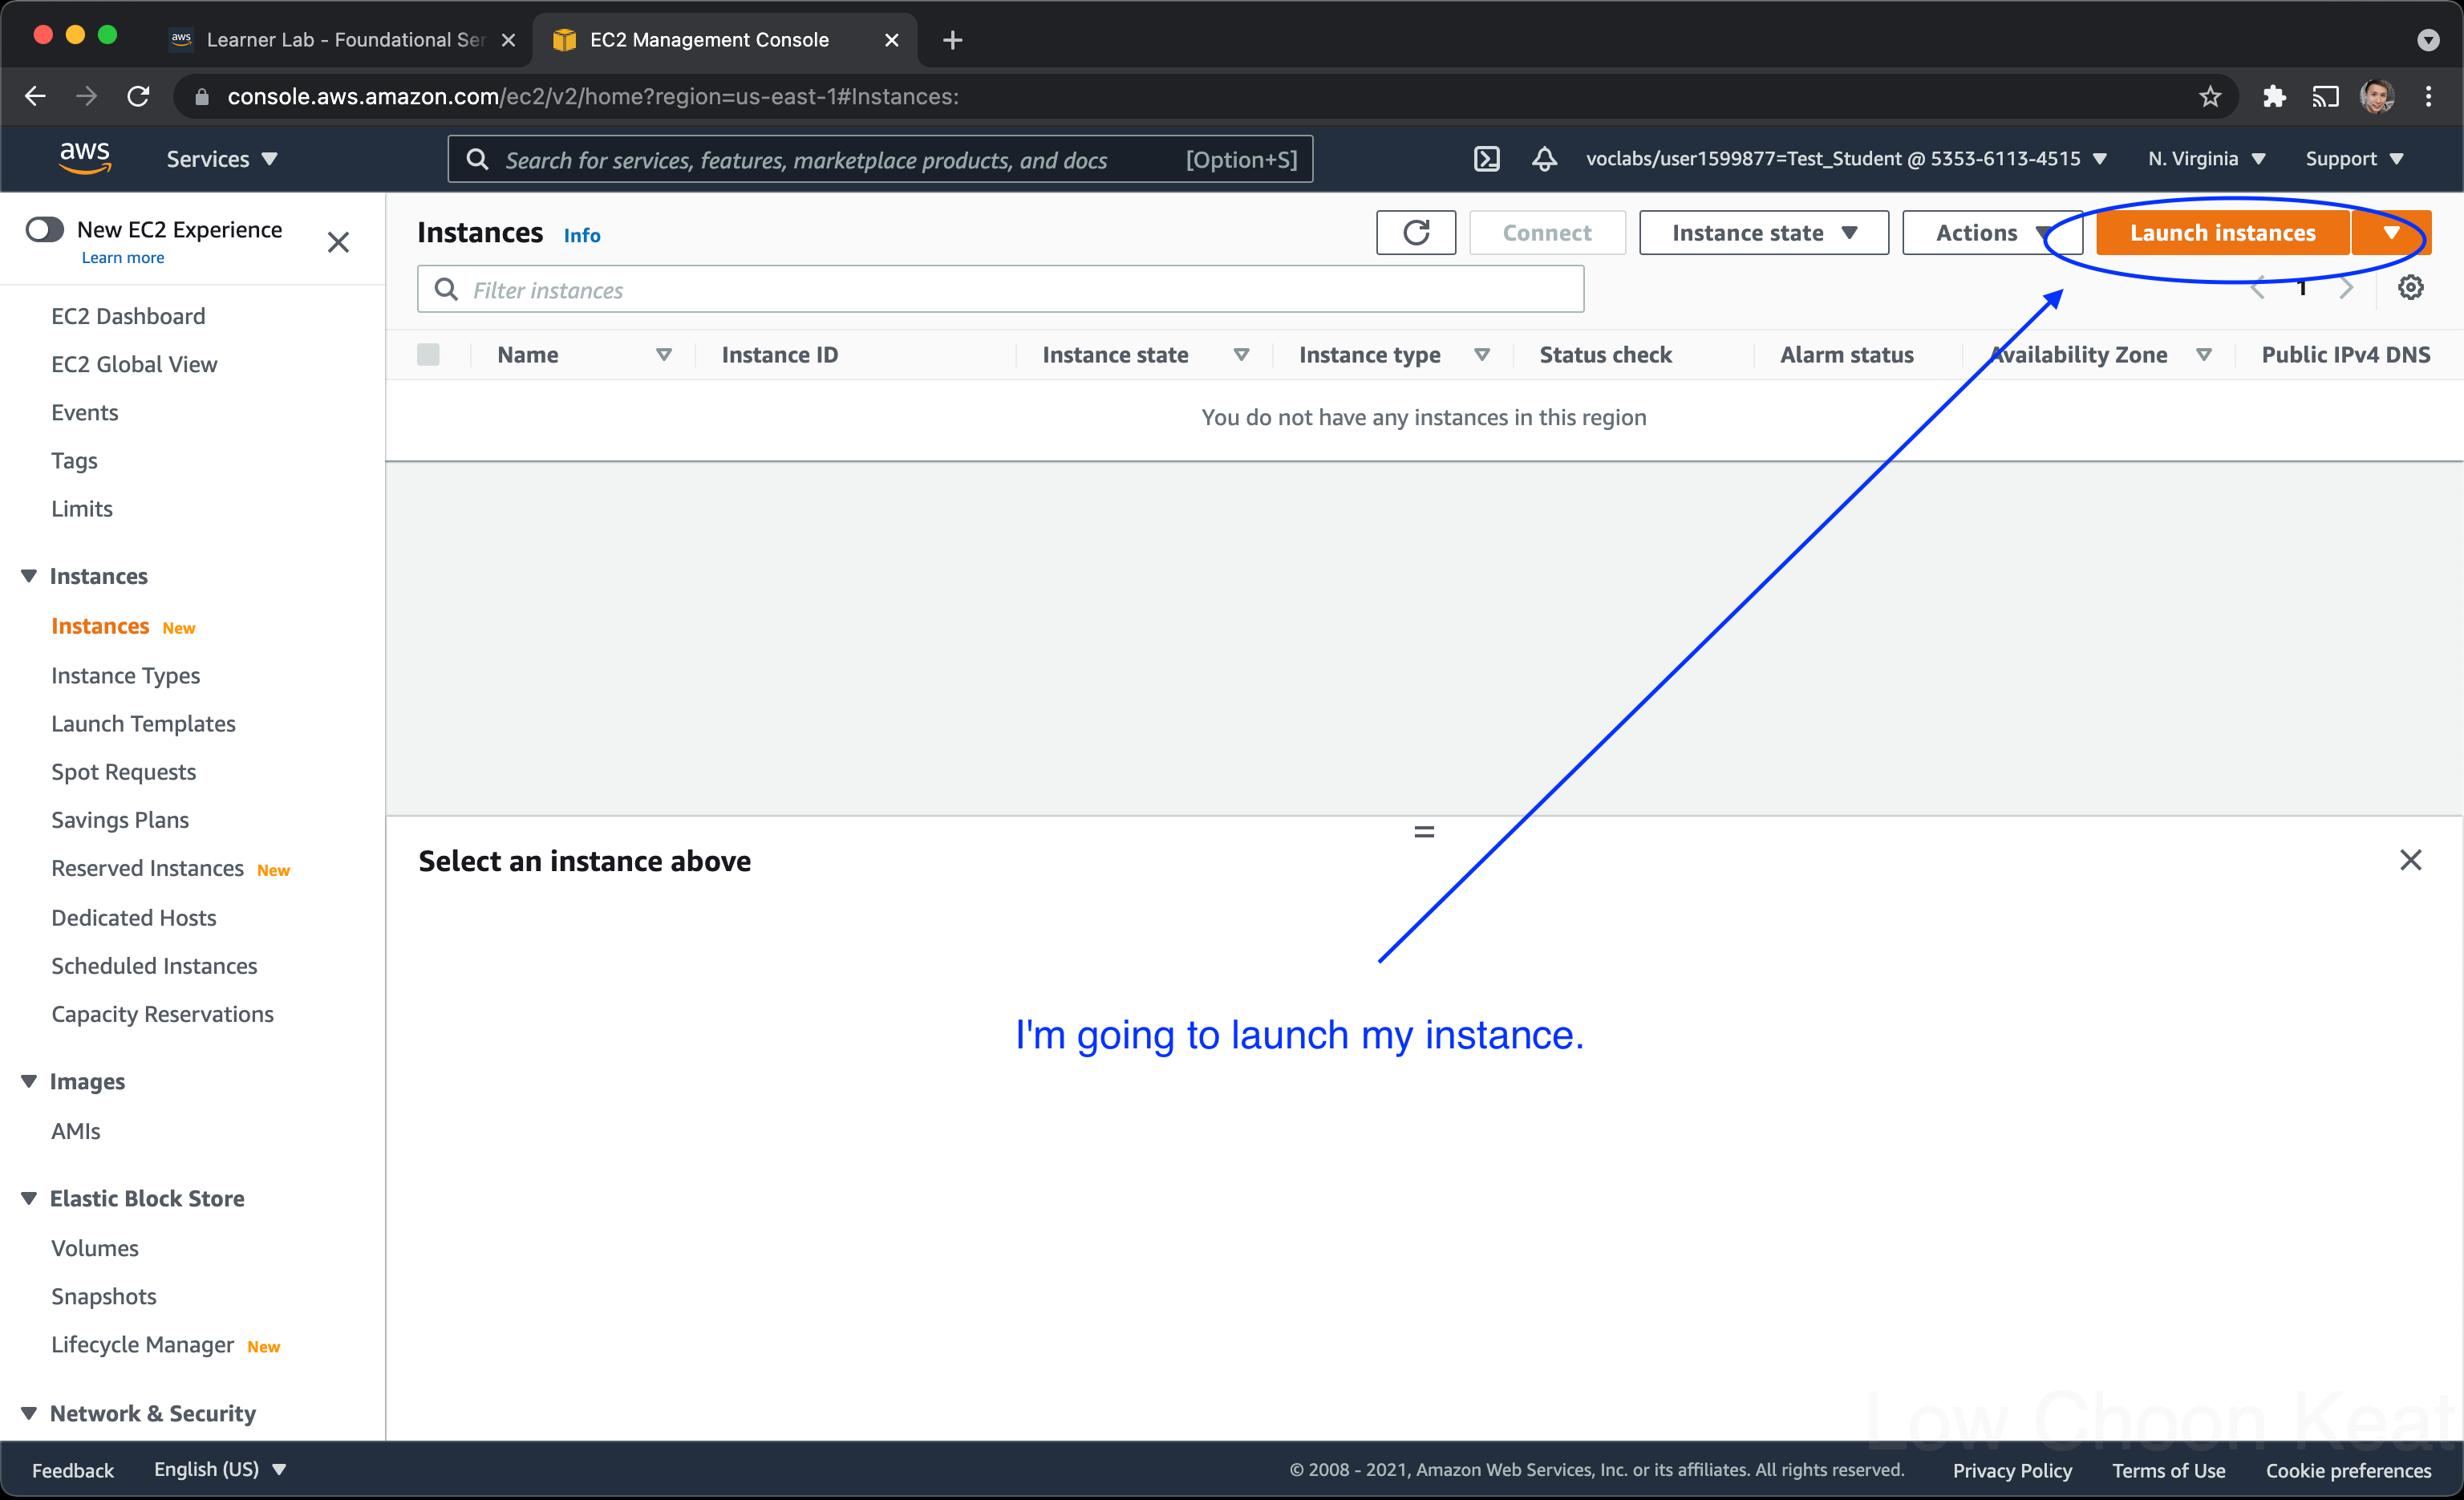 Learner Lab - Foundational Ser
EC2 Management Console
console.aws.amazon.com/ec2/v2/home?region=us-east-1#Instances:
aws
Services
Search for services, features, marketplace products, and docs
[Option+S]
voclabs/user1599877=Test_Student @ 5353-6113-4515
N. Virginia
Support
New EC2 Experience
Learn more
EC2 Dashboard
EC2 Global View
Events
Tags
Limits
Instances
Instances New
Instance Types
Launch Templates
Spot Requests
Savings Plans
Reserved Instances New
Dedicated Hosts
Scheduled Instances
Capacity Reservations
Images
AMIs
Elastic Block Store
Volumes
Snapshots
Lifecycle Manager New
Network & Security
Instances Info
Connect
Instance state
Actions
Launch instances
Filter instances
1
Name
Instance ID
Instance state
Instance type
Status check
Alarm status
Availability Zone
Public IPv4 DNS
You do not have any instances in this region
Select an instance above
I'm going to launch my instance.
Low Choon Keat
Feedback
English (US)
© 2008 - 2021, Amazon Web Services, Inc. or its affiliates. All rights reserved.
Privacy Policy
Terms of Use
Cookie preferences